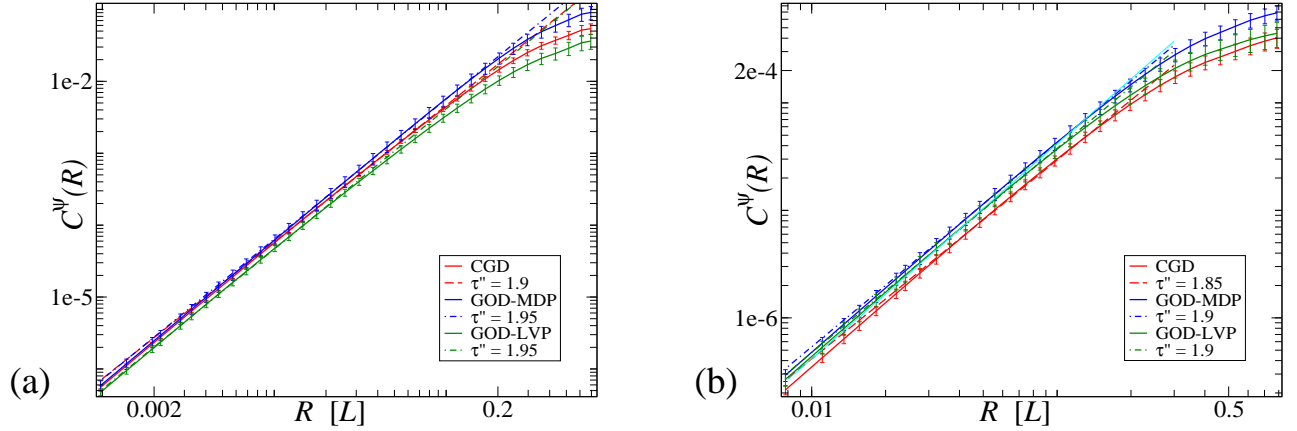 1e-2
1e-5
C^Ψ(R)
CGD
τ" = 1.9
GOD-MDP
τ" = 1.95
GOD-LVP
τ" = 1.95
0.002
0.2
R [L]
(a)
2e-4
1e-6
C^Ψ(R)
CGD
τ" = 1.85
GOD-MDP
τ" = 1.9
GOD-LVP
τ" = 1.9
0.01
0.5
R [L]
(b)